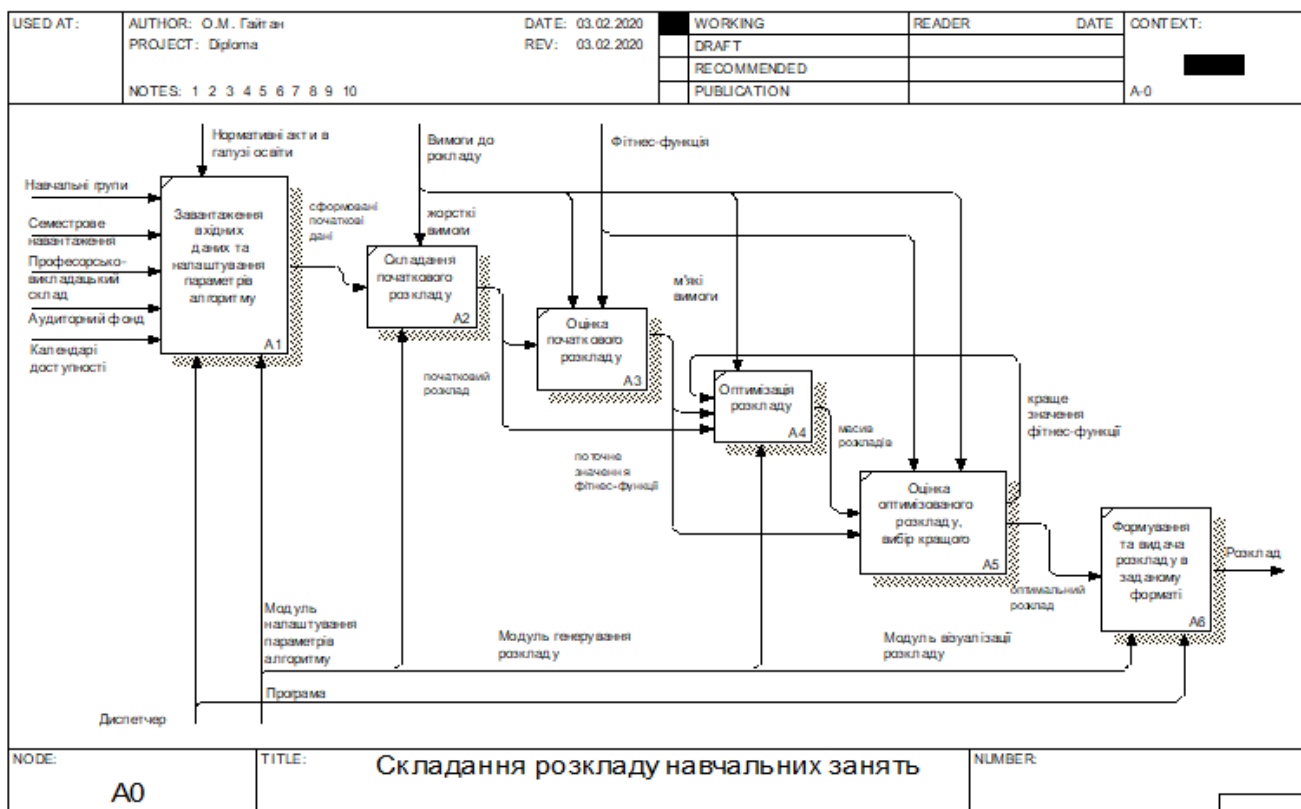 USED AT:
AUTHOR: О.М. Гайтан
DATE: 03.02.2020
PROJECT: Diploma
REV: 03.02.2020
NOTES: 1 2 3 4 5 6 7 8 9 10
WORKING
DRAFT
RECOMMENDED
PUBLICATION
READER
DATE
CONTEXT:
A-0
Нормативні акти в
галузі освіти
Вимоги до
рокладу
Фітнес-функція
Навчальні групи
Семестрове
навантаження
Професорсько-
викладацький
склад
Аудиторний фонд
Календарі
доступності
Завантаження
вхідних
даних та
налаштування
параметрів
алгоритму
A1
сформовані
початкові
дані
жорсткі
вимоги
Складання
початкового
розкладу
A2
м'які
вимоги
Оцінка
початкового
розкладу
A3
початковий
розклад
Оптимізація
розкладу
A4
краще
значення
фітнес-функції
масив
розкладів
поточне
значення
фітнес-функції
Оцінка
оптимізованого
розкладу,
вибір кращого
A5
Формування
та видача
розкладу в
заданому
форматі
A6
Розклад
оптимальний
розклад
Модуль
налаштування
параметрів
алгоритму
Модуль генерування
розкладу
Модуль візуалізації
розкладу
Програма
Диспетчер
NODE:
A0
TITLE:
Складання розкладу навчальних занять
NUMBER: